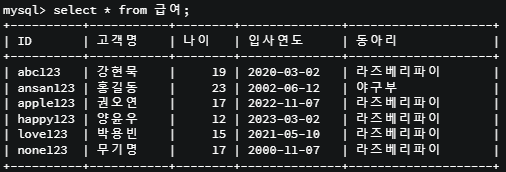 mysql> select * from 급여;
+----------+--------+------+------------+------------+
| ID | 고객명 | 나이 | 입사연도 | 동아리 |
+----------+--------+------+------------+------------+
| abc123 | 강현묵 | 19 | 2020-03-02 | 라즈베리파이 |
| ansan123 | 홍길동 | 23 | 2002-06-12 | 야구부 |
| apple123 | 권오연 | 17 | 2022-11-07 | 라즈베리파이 |
| happy123 | 양윤우 | 12 | 2023-03-02 | 라즈베리파이 |
| love123 | 박용빈 | 15 | 2021-05-10 | 라즈베리파이 |
| none123 | 무기명 | 17 | 2000-11-07 | 라즈베리파이 |
+----------+--------+------+------------+------------+